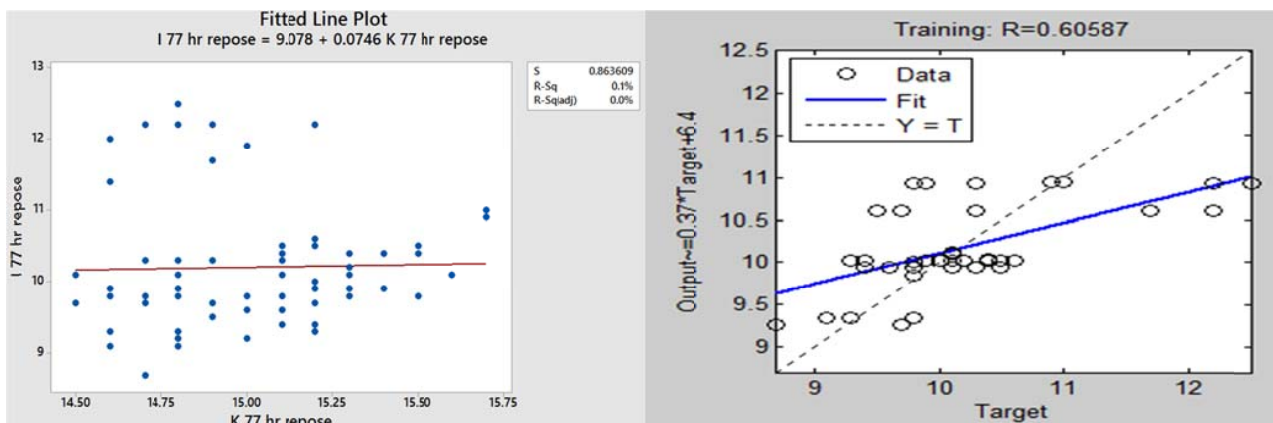 Fitted Line Plot
I 77 hr repose = 9.078 + 0.0746 K 77 hr repose
S 0.863609
R-Sq 0.1%
R-Sq(adj) 0.0%
13
12
11
10
9
I 77 hr repose
14.50 14.75 15.00 15.25 15.50 15.75
K 77 hr repose
Training: R=0.60587
Data
Fit
Y = T
12.5
12
11.5
11
10.5
10
9.5
9
Output~=0.37*Target+6.4
9 10 11 12
Target